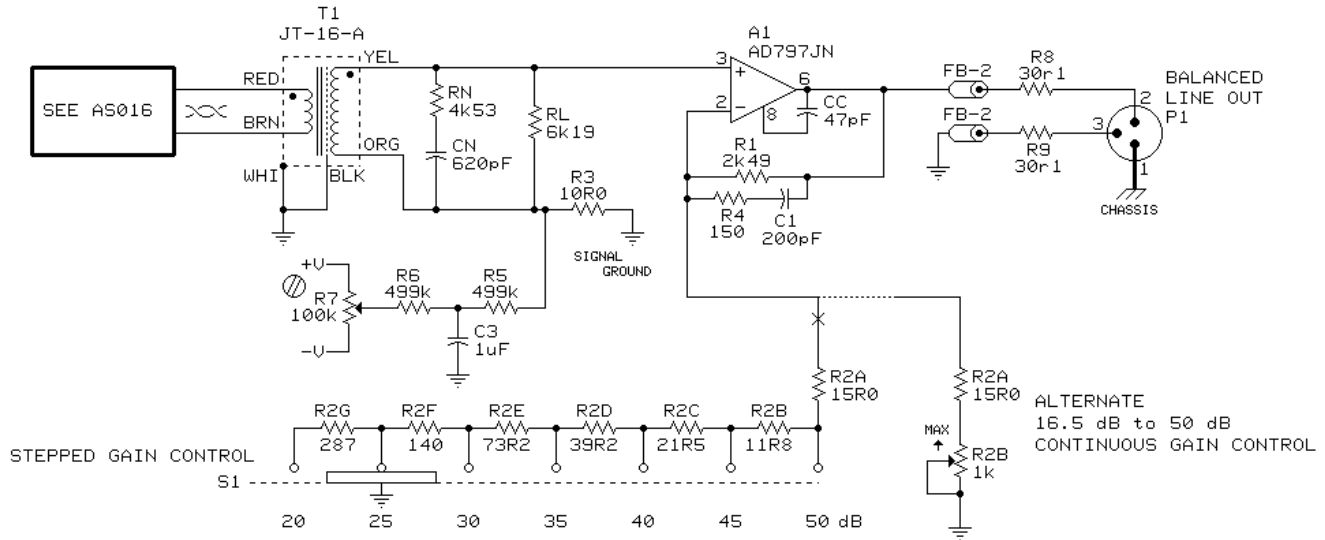 T1
JT-16-A
SEE AS016
RED
BRN
WHI
BLK
YEL
ORG
RN
4k53
CN
620pF
RL
6k19
R3
10R0
SIGNAL
GROUND
A1
AD797JN
3
+
2
−
6
8
CC
47pF
R1
2k49
R4
150
C1
200pF
FB-2
R8
30r1
FB-2
R9
30r1
BALANCED
LINE OUT
P1
2
3
1
CHASSIS
+V
R7
100k
−V
R6
499k
R5
499k
C3
1uF
R2A
15R0
R2A
15R0
MAX
R2B
1k
ALTERNATE
16.5 dB to 50 dB
CONTINUOUS GAIN CONTROL
R2G
287
R2F
140
R2E
73R2
R2D
39R2
R2C
21R5
R2B
11R8
STEPPED GAIN CONTROL
S1
20 25 30 35 40 45 50 dB